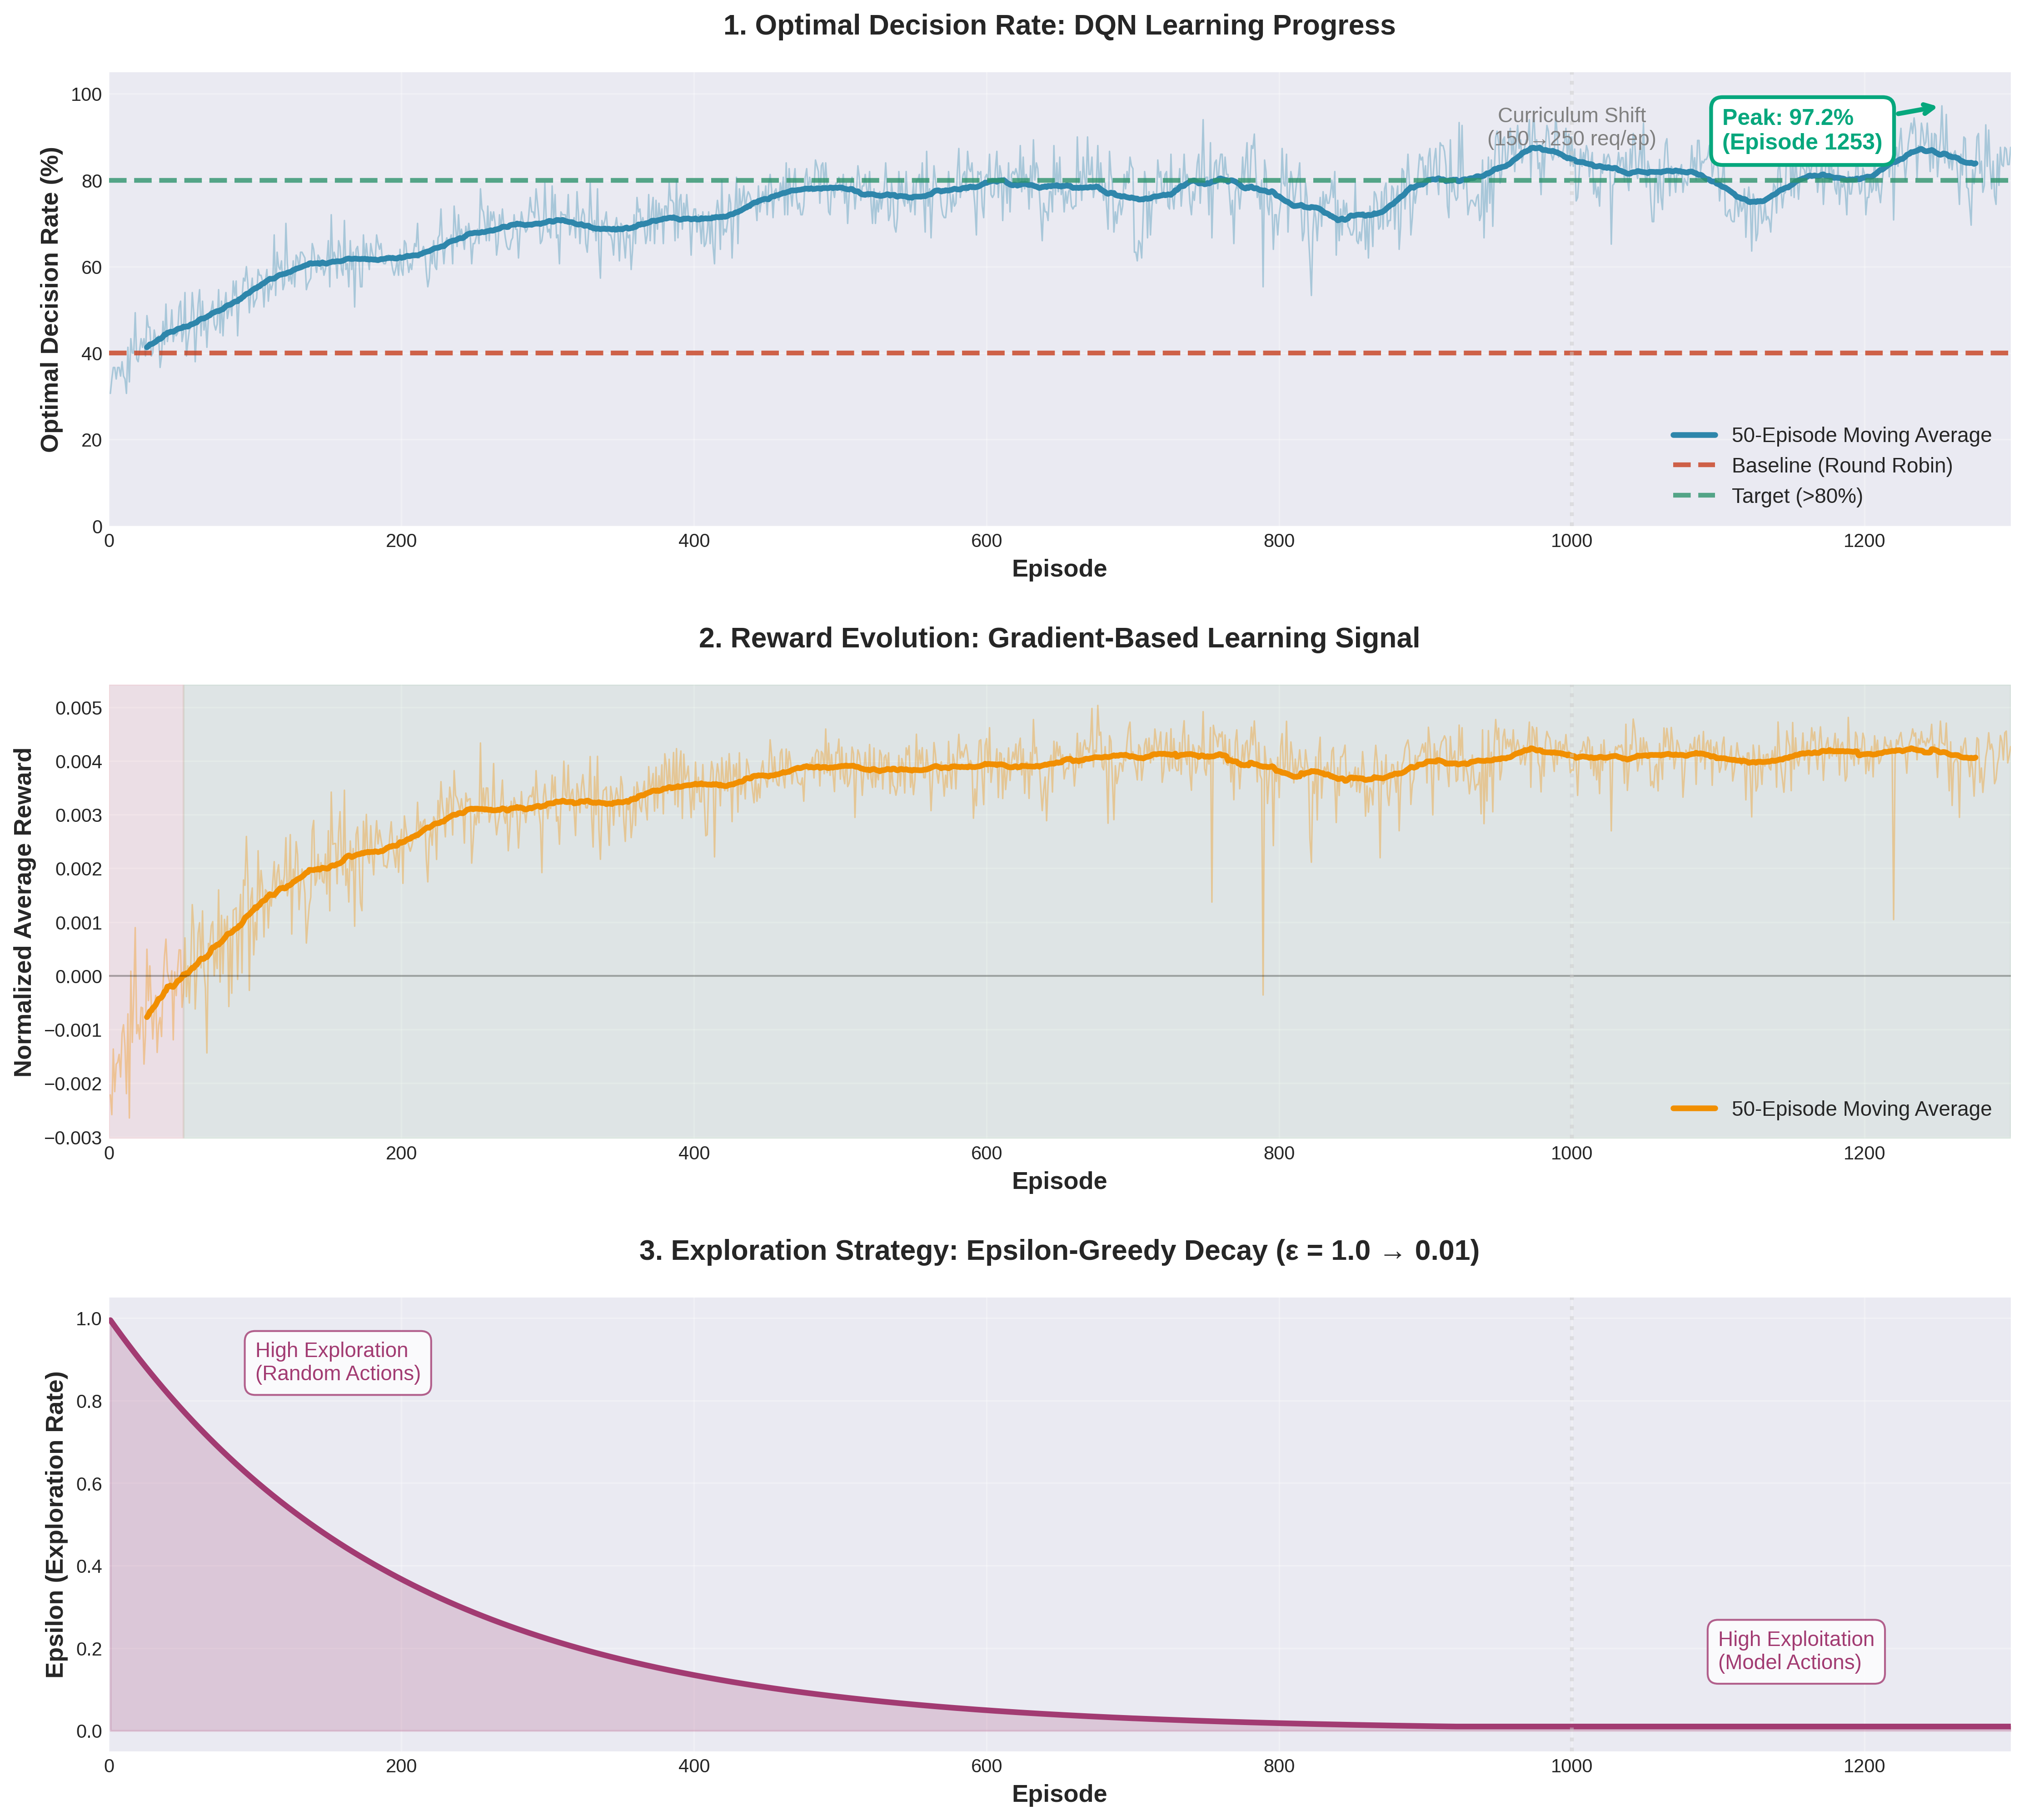 1. Optimal Decision Rate: DQN Learning Progress
Optimal Decision Rate (%)
100
80
60
40
20
0
Curriculum Shift
(150→250 req/ep)
Peak: 97.2%
(Episode 1253)
50-Episode Moving Average
Baseline (Round Robin)
Target (>80%)
0 200 400 600 800 1000 1200
Episode
2. Reward Evolution: Gradient-Based Learning Signal
Normalized Average Reward
0.005
0.004
0.003
0.002
0.001
0.000
−0.001
−0.002
−0.003
50-Episode Moving Average
0 200 400 600 800 1000 1200
Episode
3. Exploration Strategy: Epsilon-Greedy Decay (ε = 1.0 → 0.01)
Epsilon (Exploration Rate)
1.0
0.8
0.6
0.4
0.2
0.0
High Exploration
(Random Actions)
High Exploitation
(Model Actions)
0 200 400 600 800 1000 1200
Episode